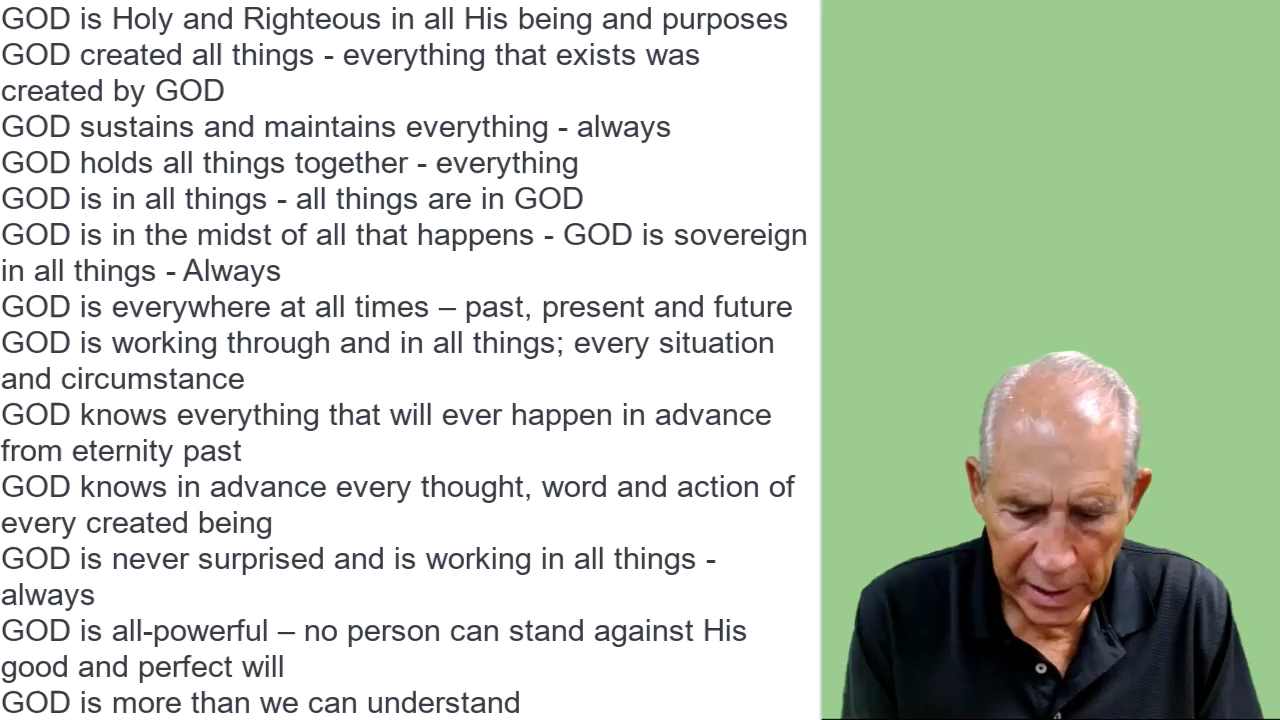 GOD is Holy and Righteous in all His being and purposes
GOD created all things - everything that exists was
created by GOD
GOD sustains and maintains everything - always
GOD holds all things together - everything
GOD is in all things - all things are in GOD
GOD is in the midst of all that happens - GOD is sovereign
in all things - Always
GOD is everywhere at all times – past, present and future
GOD is working through and in all things; every situation
and circumstance
GOD knows everything that will ever happen in advance
from eternity past
GOD knows in advance every thought, word and action of
every created being
GOD is never surprised and is working in all things -
always
GOD is all-powerful – no person can stand against His
good and perfect will
GOD is more than we can understand